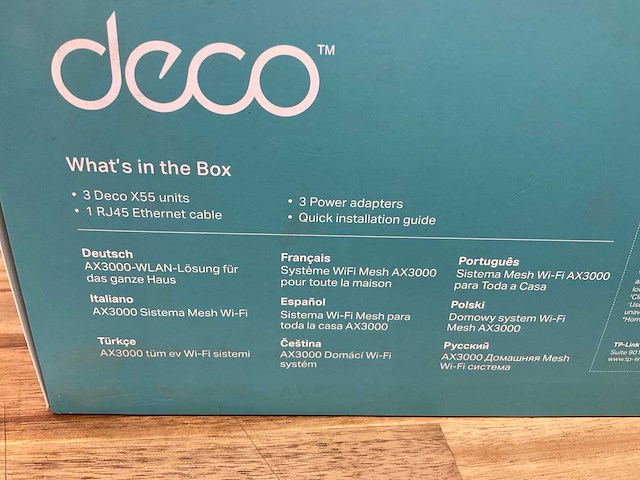 deco™
What's in the Box
• 3 Deco X55 units
• 1 RJ45 Ethernet cable
• 3 Power adapters
• Quick installation guide
Deutsch
AX3000-WLAN-Lösung für
das ganze Haus
Français
Système WiFi Mesh AX3000
pour toute la maison
Português
Sistema Mesh Wi-Fi AX3000
para Toda a Casa
Italiano
AX3000 Sistema Mesh Wi-Fi
Español
Sistema Wi-Fi Mesh para
toda la casa AX3000
Polski
Domowy system Wi-Fi
Mesh AX3000
Türkçe
AX3000 tüm ev Wi-Fi sistemi
Čeština
AX3000 Domácí Wi-Fi
systém
Русский
AX3000 Домашняя Mesh
Wi-Fi система
TP-Link
Suite 901